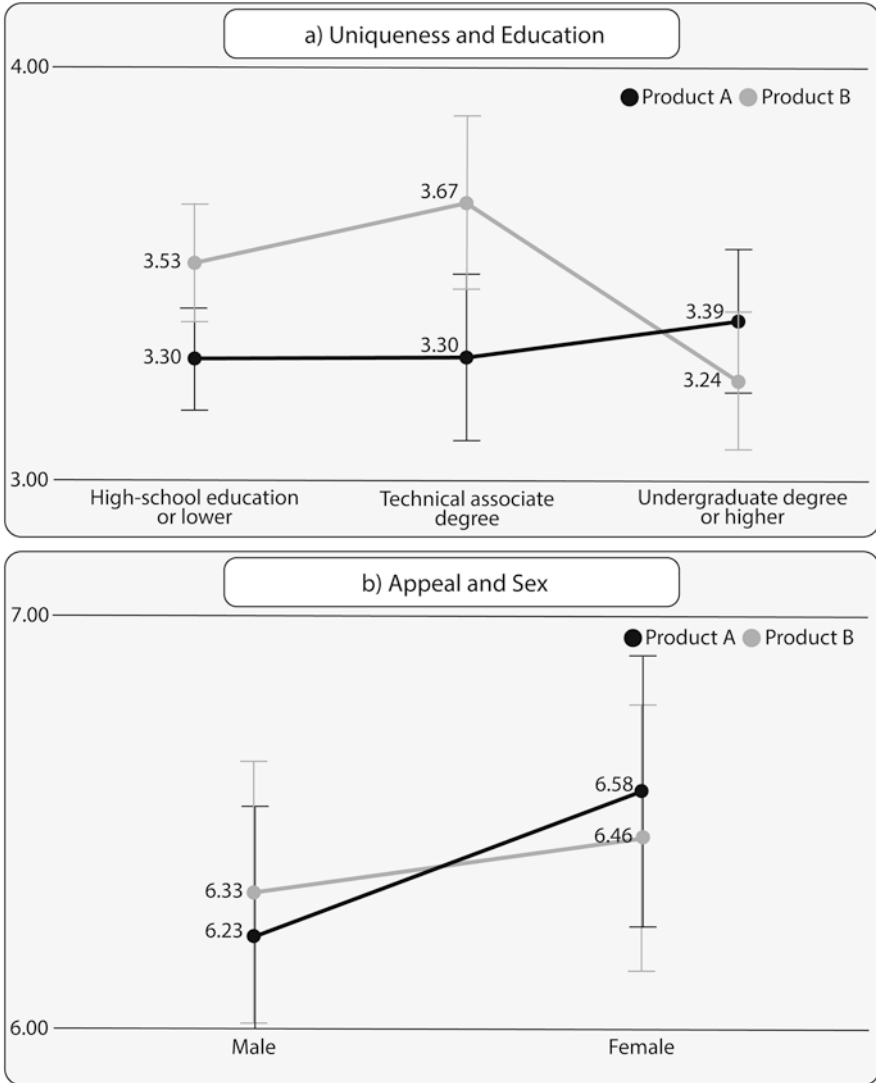 a) Uniqueness and Education
4.00
Product A Product B
3.67
3.53
3.39
3.30
3.30
3.24
3.00
High-school education
or lower
Technical associate
degree
Undergraduate degree
or higher
b) Appeal and Sex
7.00
Product A Product B
6.58
6.46
6.33
6.23
6.00
Male
Female